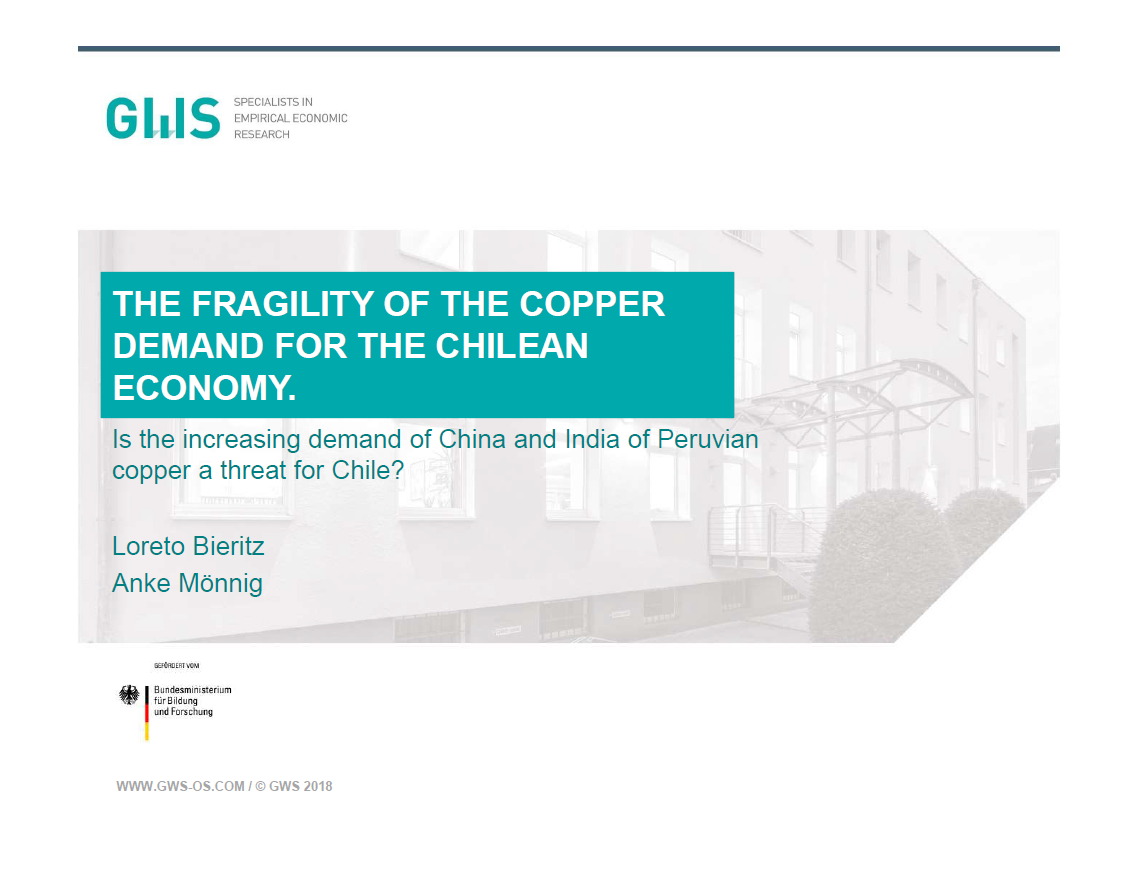 GWS
SPECIALISTS IN
EMPIRICAL ECONOMIC
RESEARCH
THE FRAGILITY OF THE COPPER
DEMAND FOR THE CHILEAN
ECONOMY.
Is the increasing demand of China and India of Peruvian
copper a threat for Chile?
Loreto Bieritz
Anke Mönnig
GEFÖRDERT VOM
Bundesministerium
für Bildung
und Forschung
WWW.GWS-OS.COM / © GWS 2018